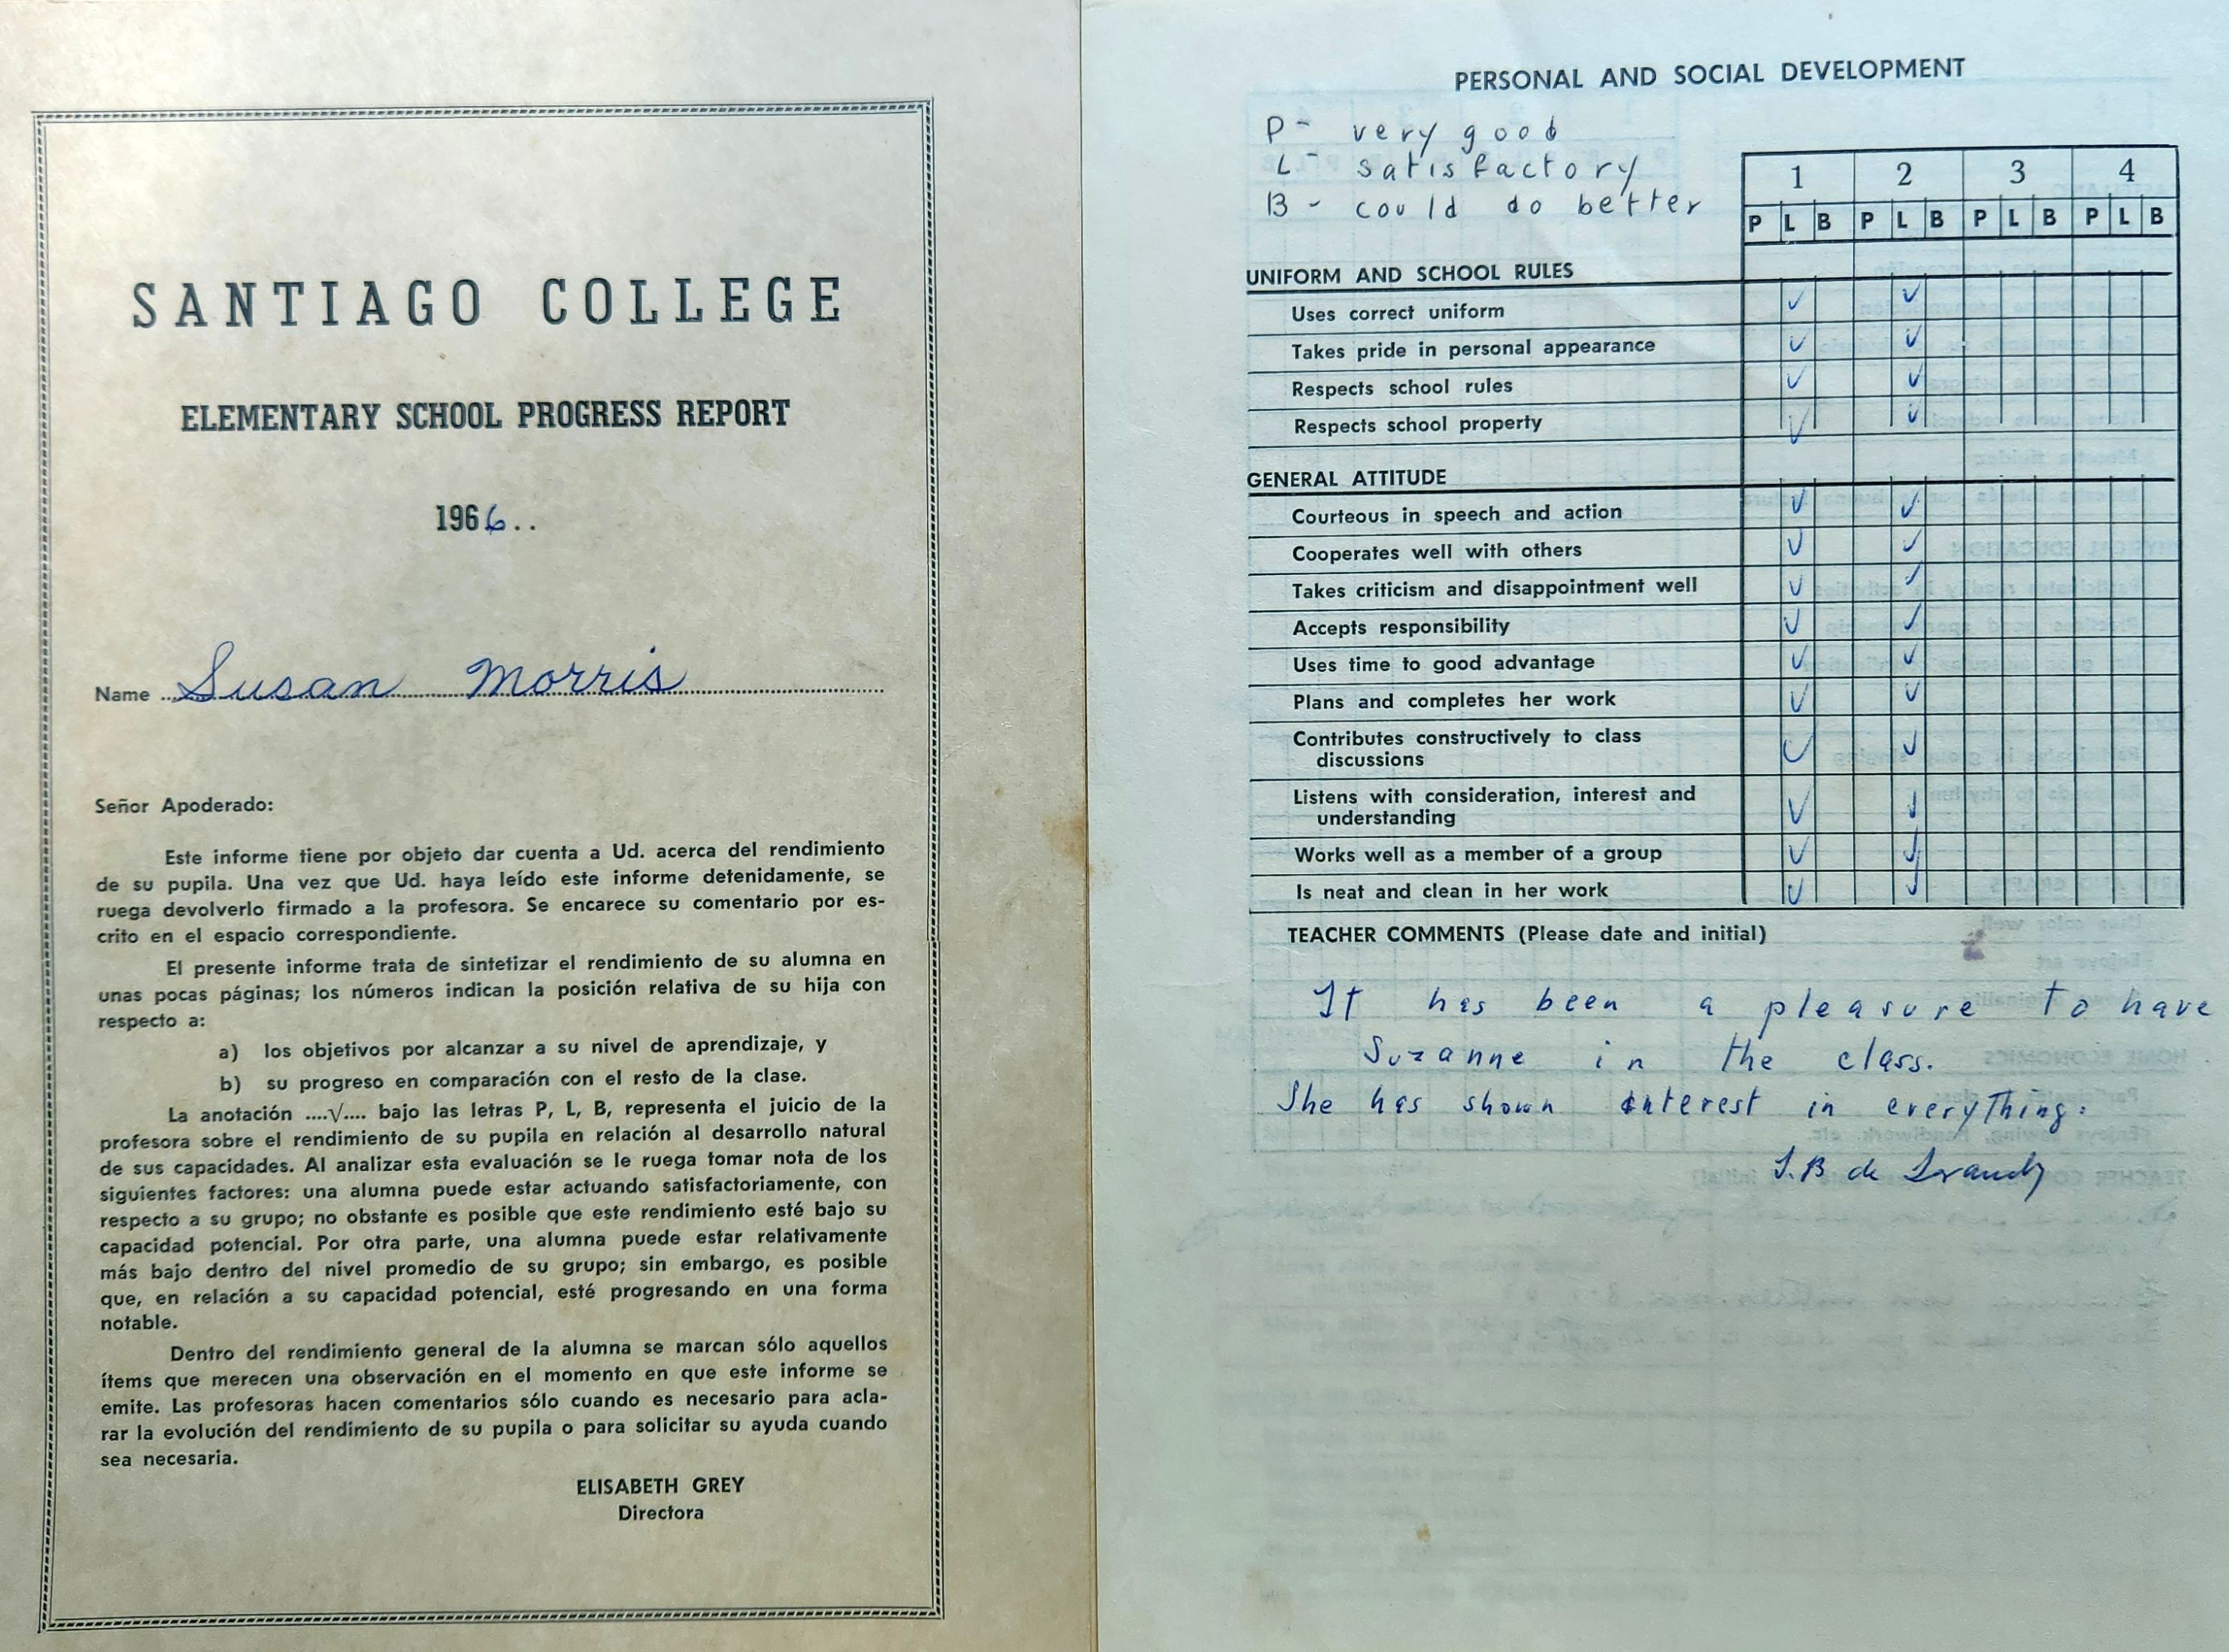 SANTIAGO COLLEGE
ELEMENTARY SCHOOL PROGRESS REPORT
1966..
Name Susan Morris
Señor Apoderado:
Este informe tiene por objeto dar cuenta a Ud. acerca del rendimiento
de su pupila. Una vez que Ud. haya leído este informe detenidamente, se
ruega devolverlo firmado a la profesora. Se encarece su comentario por es-
crito en el espacio correspondiente.
El presente informe trata de sintetizar el rendimiento de su alumna en
unas pocas páginas; los números indican la posición relativa de su hija con
respecto a:
a) los objetivos por alcanzar a su nivel de aprendizaje, y
b) su progreso en comparación con el resto de la clase.
La anotación ....√.... bajo las letras P, L, B, representa el juicio de la
profesora sobre el rendimiento de su pupila en relación al desarrollo natural
de sus capacidades. Al analizar esta evaluación se le ruega tomar nota de los
siguientes factores: una alumna puede estar actuando satisfactoriamente, con
respecto a su grupo; no obstante es posible que este rendimiento esté bajo su
capacidad potencial. Por otra parte, una alumna puede estar relativamente
más bajo dentro del nivel promedio de su grupo; sin embargo, es posible
que, en relación a su capacidad potencial, esté progresando en una forma
notable.
Dentro del rendimiento general de la alumna se marcan sólo aquellos
ítems que merecen una observación en el momento en que este informe se
emite. Las profesoras hacen comentarios sólo cuando es necesario para acla-
rar la evolución del rendimiento de su pupila o para solicitar su ayuda cuando
sea necesaria.
ELISABETH GREY
Directora
PERSONAL AND SOCIAL DEVELOPMENT
P - very good
L - satisfactory
B - could do better
1 2 3 4
P L B P L B P L B P L B
UNIFORM AND SCHOOL RULES
Uses correct uniform ✓ ✓
Takes pride in personal appearance ✓ ✓
Respects school rules ✓ ✓
Respects school property ✓ ✓
GENERAL ATTITUDE
Courteous in speech and action ✓ ✓
Cooperates well with others ✓ ✓
Takes criticism and disappointment well ✓ ✓
Accepts responsibility ✓ ✓
Uses time to good advantage ✓ ✓
Plans and completes her work ✓ ✓
Contributes constructively to class
discussions ✓ ✓
Listens with consideration, interest and
understanding ✓ ✓
Works well as a member of a group ✓ ✓
Is neat and clean in her work ✓ ✓
TEACHER COMMENTS (Please date and initial)
It has been a pleasure to have
Suzanne in the class.
She has shown interest in everything.
B de